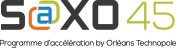 S@XO 45
Programme d'accélération by Orléans Technopole